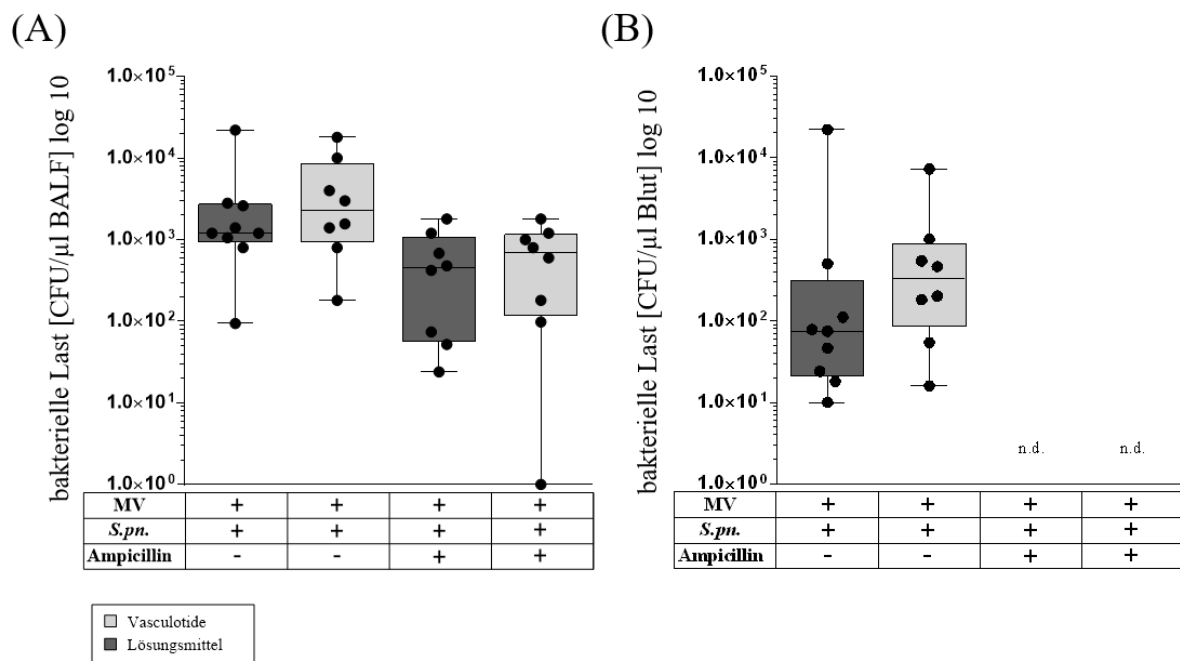 (A)
bakterielle Last [CFU/µl BALF] log 10
1.0×10⁵
1.0×10⁴
1.0×10³
1.0×10²
1.0×10¹
1.0×10⁰
MV + + + +
S.pn. + + + +
Ampicillin - - + +
Vasculotide
Lösungsmittel
(B)
bakterielle Last [CFU/µl Blut] log 10
1.0×10⁵
1.0×10⁴
1.0×10³
1.0×10²
1.0×10¹
1.0×10⁰
n.d. n.d.
MV + + + +
S.pn. + + + +
Ampicillin - - + +